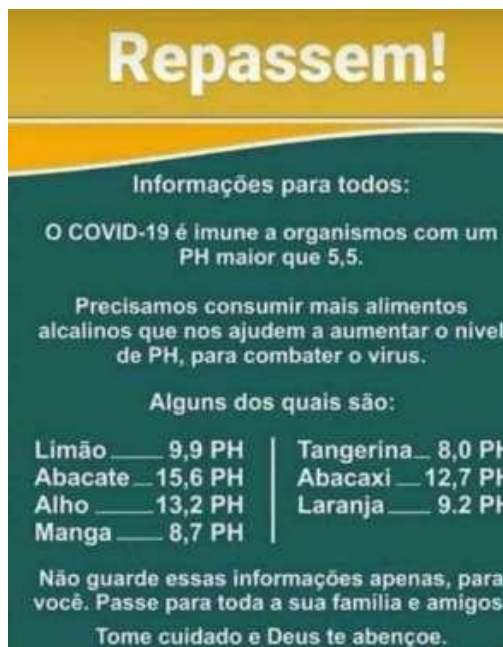 Repassem!
Informações para todos:
O COVID-19 é imune a organismos com um
PH maior que 5,5.
Precisamos consumir mais alimentos
alcalinos que nos ajudem a aumentar o nivel
de PH, para combater o virus.
Alguns dos quais são:
Limão 9,9 PH
Abacate 15,6 PH
Alho 13,2 PH
Manga 8,7 PH
Tangerina 8,0 PH
Abacaxi 12,7 PH
Laranja 9.2 PH
Não guarde essas informações apenas, para
você. Passe para toda a sua família e amigos
Tome cuidado e Deus te abençoe.